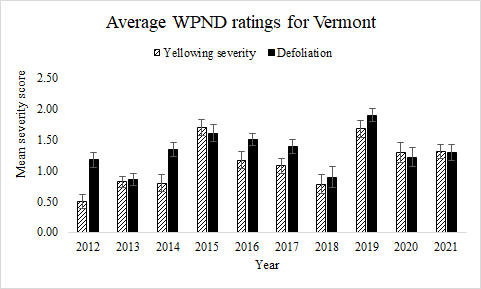 Average WPND ratings for Vermont
Yellowing severity Defoliation
Mean severity score
2.50
2.00
1.50
1.00
0.50
0.00
2012 2013 2014 2015 2016 2017 2018 2019 2020 2021
Year